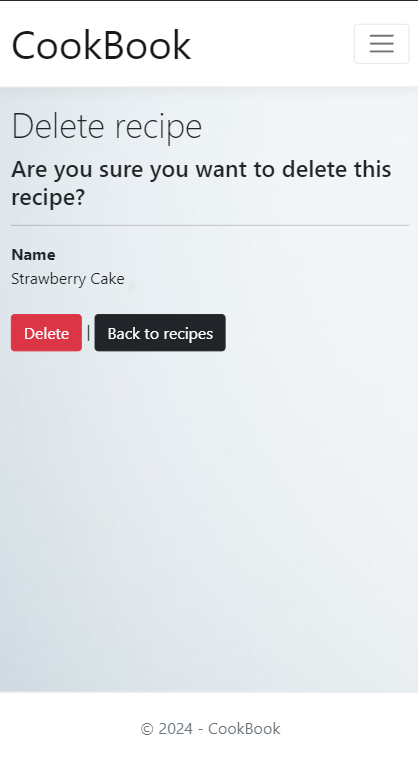 CookBook
Delete recipe
Are you sure you want to delete this
recipe?
Name
Strawberry Cake
Delete | Back to recipes
© 2024 - CookBook